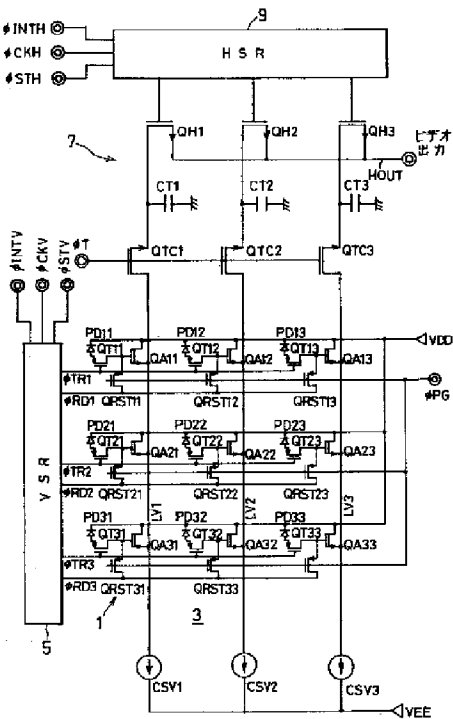 9
φINTH
φCKH
φSTH
HSR
QH1
QH2
QH3
ビデオ
出力
HOUT
7
CT1
CT2
CT3
φINTV
φCKV
φSTV
φT
QTC1
QTC2
QTC3
PD11
PD12
PD13
VDD
QT11
QT12
QT13
QA11
QA12
QA13
φTR1
φPG
φRD1
QRST11
QRST12
QRST13
PD21
PD22
PD23
QT21
QT22
QT23
VSR
QA21
QA22
QA23
φTR2
φRD2
QRST21
QRST22
QRST23
LV1
LV2
LV3
PD31
PD32
PD33
QT31
QT32
QT33
QA31
QA32
QA33
φTR3
φRD3
QRST31
QRST33
1
3
5
CSV1
CSV2
CSV3
VEE